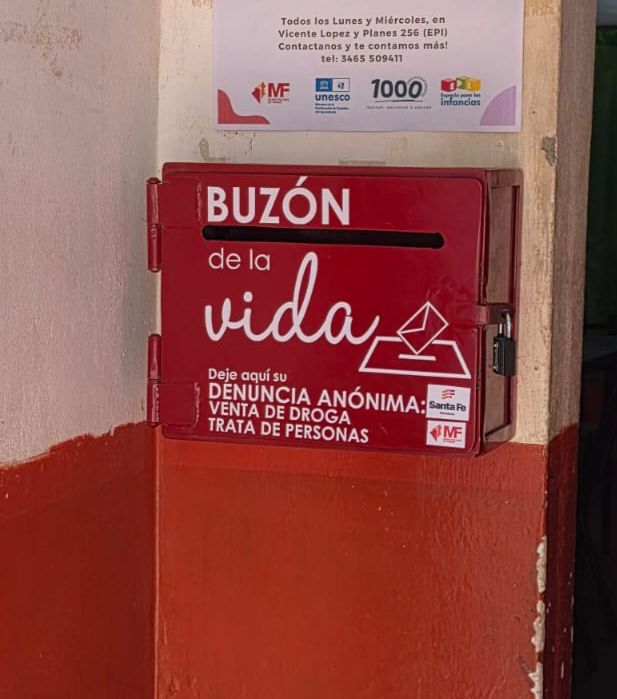 Todos los Lunes y Miércoles, en
Vicente Lopez y Planes 256 (EPI)
Contactanos y te contamos más!
tel: 3465 509411
MF
unesco
1000
Espacio para las
infancias
BUZÓN
de la
vida
Deje aquí su
DENUNCIA ANÓNIMA:
VENTA DE DROGA
TRATA DE PERSONAS
Santa Fe
MF